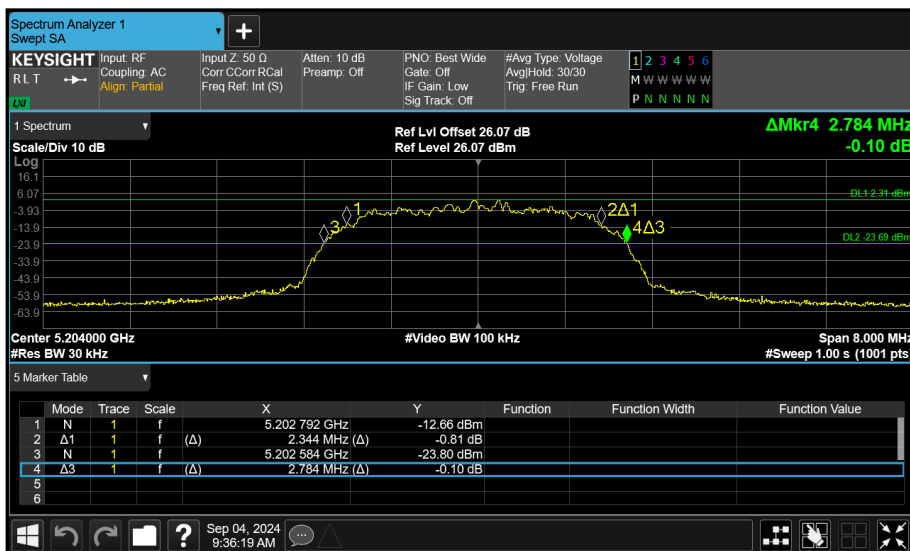 Spectrum Analyzer 1
Swept SA
+
KEYSIGHT Input: RF Input Z: 50 Ω Atten: 10 dB PNO: Best Wide #Avg Type: Voltage 1 2 3 4 5 6
R L T Coupling: AC Corr CCorr RCal Preamp: Off Gate: Off Avg|Hold: 30/30 M W W W W W
Align: Partial Freq Ref: Int (S) IF Gain: Low Trig: Free Run
LXI Sig Track: Off P N N N N N
1 Spectrum Ref Lvl Offset 26.07 dB ΔMkr4 2.784 MHz
Scale/Div 10 dB Ref Level 26.07 dBm -0.10 dB
Log
16.1
6.07 DL1 2.31 dBm
-3.93 1 2Δ1
-13.9 3 4Δ3
-23.9 DL2 -23.69 dBm
-33.9
-43.9
-53.9
-63.9
Center 5.204000 GHz #Video BW 100 kHz Span 8.000 MHz
#Res BW 30 kHz #Sweep 1.00 s (1001 pts)
5 Marker Table
Mode Trace Scale X Y Function Function Width Function Value
1 N 1 f 5.202 792 GHz -12.66 dBm
2 Δ1 1 f (Δ) 2.344 MHz (Δ) -0.81 dB
3 N 1 f 5.202 584 GHz -23.80 dBm
4 Δ3 1 f (Δ) 2.784 MHz (Δ) -0.10 dB
5
6
? Sep 04, 2024
9:36:19 AM